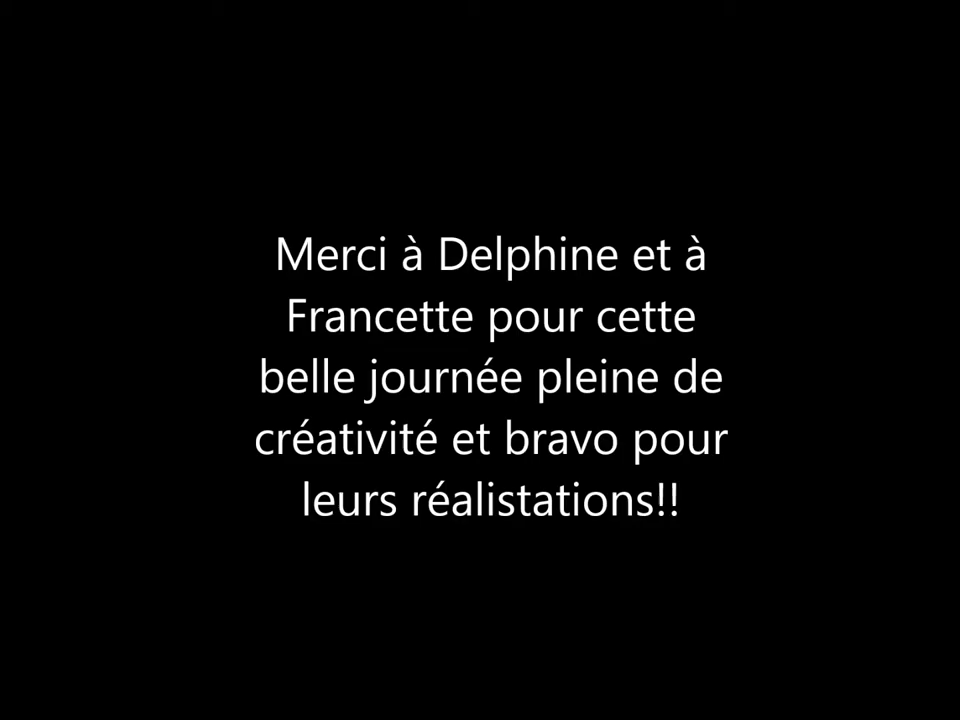 Merci à Delphine et à
Francette pour cette
belle journée pleine de
créativité et bravo pour
leurs réalistations!!